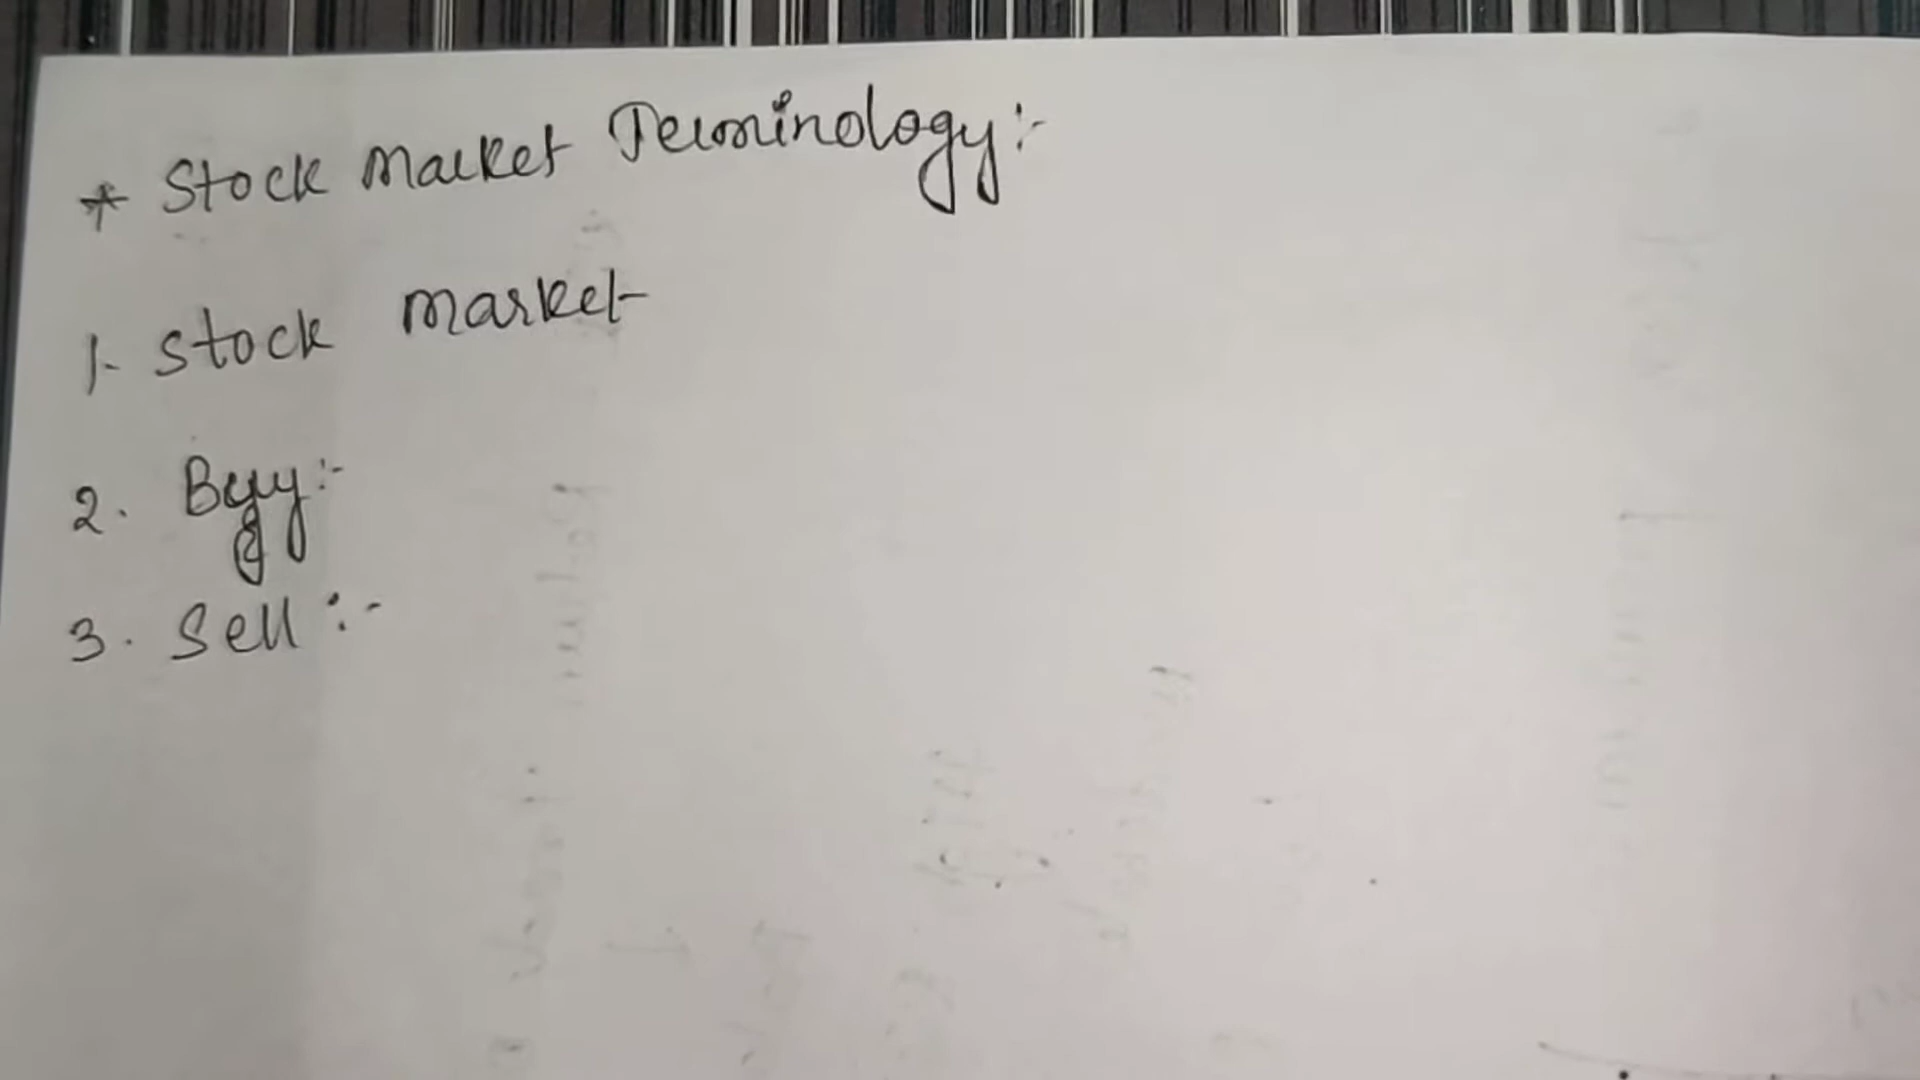 * Stock Market Terminology:-
1. Stock market
2. Buy:-
3. Sell:-